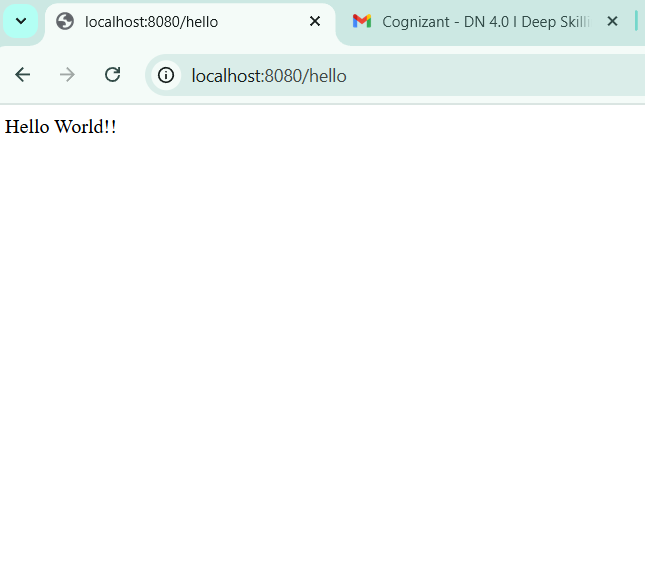 localhost:8080/hello
Cognizant - DN 4.0 I Deep Skilli
localhost:8080/hello
Hello World!!